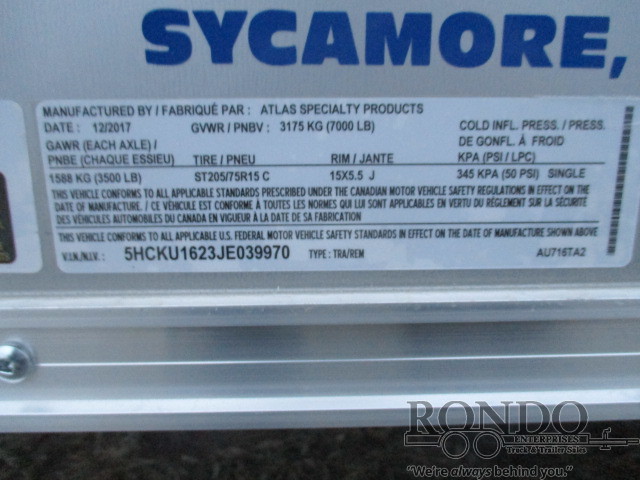 SYCAMORE,
MANUFACTURED BY / FABRIQUÉ PAR : ATLAS SPECIALTY PRODUCTS
DATE : 12/2017 GVWR / PNBV : 3175 KG (7000 LB) COLD INFL. PRESS. / PRESS.
GAWR (EACH AXLE) / DE GONFL. À FROID
PNBE (CHAQUE ESSIEU) TIRE / PNEU RIM / JANTE KPA (PSI / LPC)
1588 KG (3500 LB) ST205/75R15 C 15X5.5 J 345 KPA (50 PSI) SINGLE
THIS VEHICLE CONFORMS TO ALL APPLICABLE STANDARDS PRESCRIBED UNDER THE CANADIAN MOTOR VEHICLE SAFETY REGULATIONS IN EFFECT ON THE
DATE OF MANUFACTURE. / CE VÉHICULE EST CONFORME À TOUTES LES NORMES QUI LUI SONT APPLICABLES EN VERTU DU RÈGLEMENT SUR LA SÉCURITÉ
DES VÉHICULES AUTOMOBILES DU CANADA EN VIGUEUR À LA DATE DE SA FABRICATION.
THIS VEHICLE CONFORMS TO ALL APPLICABLE U.S. FEDERAL MOTOR VEHICLE SAFETY STANDARDS IN EFFECT ON THE DATE OF MANUFACTURE SHOWN ABOVE.
V.I.N./N.I.V.: 5HCKU1623JE039970 TYPE : TRA/REM AU716TA2
RONDO
ENTERPRISES
Truck & Trailer Sales
"We're always behind you."